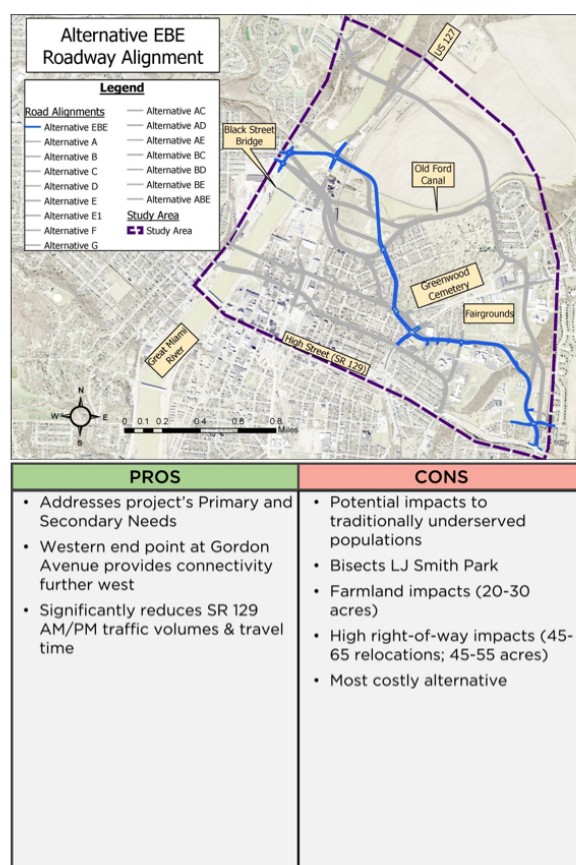 Alternative EBE
Roadway Alignment
Legend
Road Alignments
Alternative EBE
Alternative A
Alternative B
Alternative C
Alternative D
Alternative E
Alternative E1
Alternative F
Alternative G
Alternative AC
Alternative AD
Alternative AE
Alternative BC
Alternative BD
Alternative BE
Alternative ABE
Study Area
Study Area
US 127
Black Street
Bridge
Old Ford
Canal
Greenwood
Cemetery
Fairgrounds
High Street (SR 129)
Great Miami
River
N
W
E
S
0 0.1 0.2 0.4 0.6 0.8
Miles
PROS
• Addresses project's Primary and
Secondary Needs
• Western end point at Gordon
Avenue provides connectivity
further west
• Significantly reduces SR 129
AM/PM traffic volumes & travel
time
CONS
• Potential impacts to
traditionally underserved
populations
• Bisects LJ Smith Park
• Farmland impacts (20-30
acres)
• High right-of-way impacts (45-
65 relocations; 45-55 acres)
• Most costly alternative